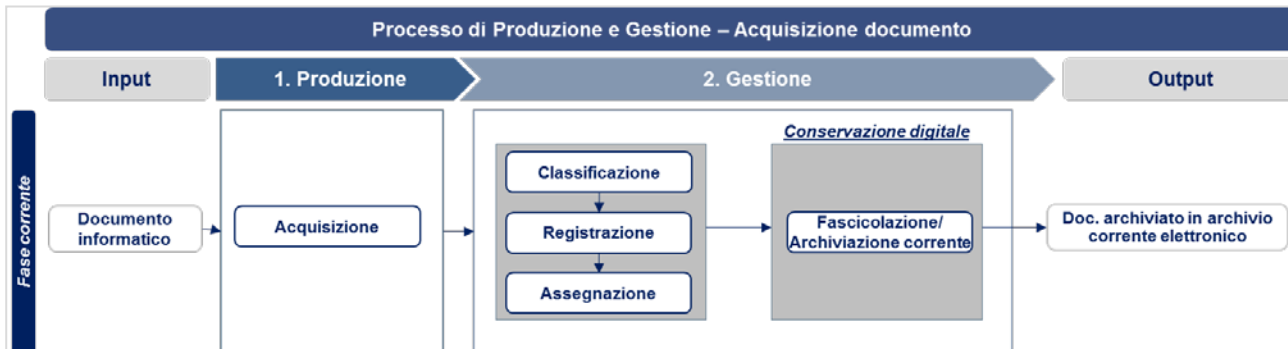 Processo di Produzione e Gestione – Acquisizione documento
Input
1. Produzione
2. Gestione
Output
Fase corrente
Documento
informatico
Acquisizione
Classificazione
Registrazione
Assegnazione
Conservazione digitale
Fascicolazione/
Archiviazione corrente
Doc. archiviato in archivio
corrente elettronico